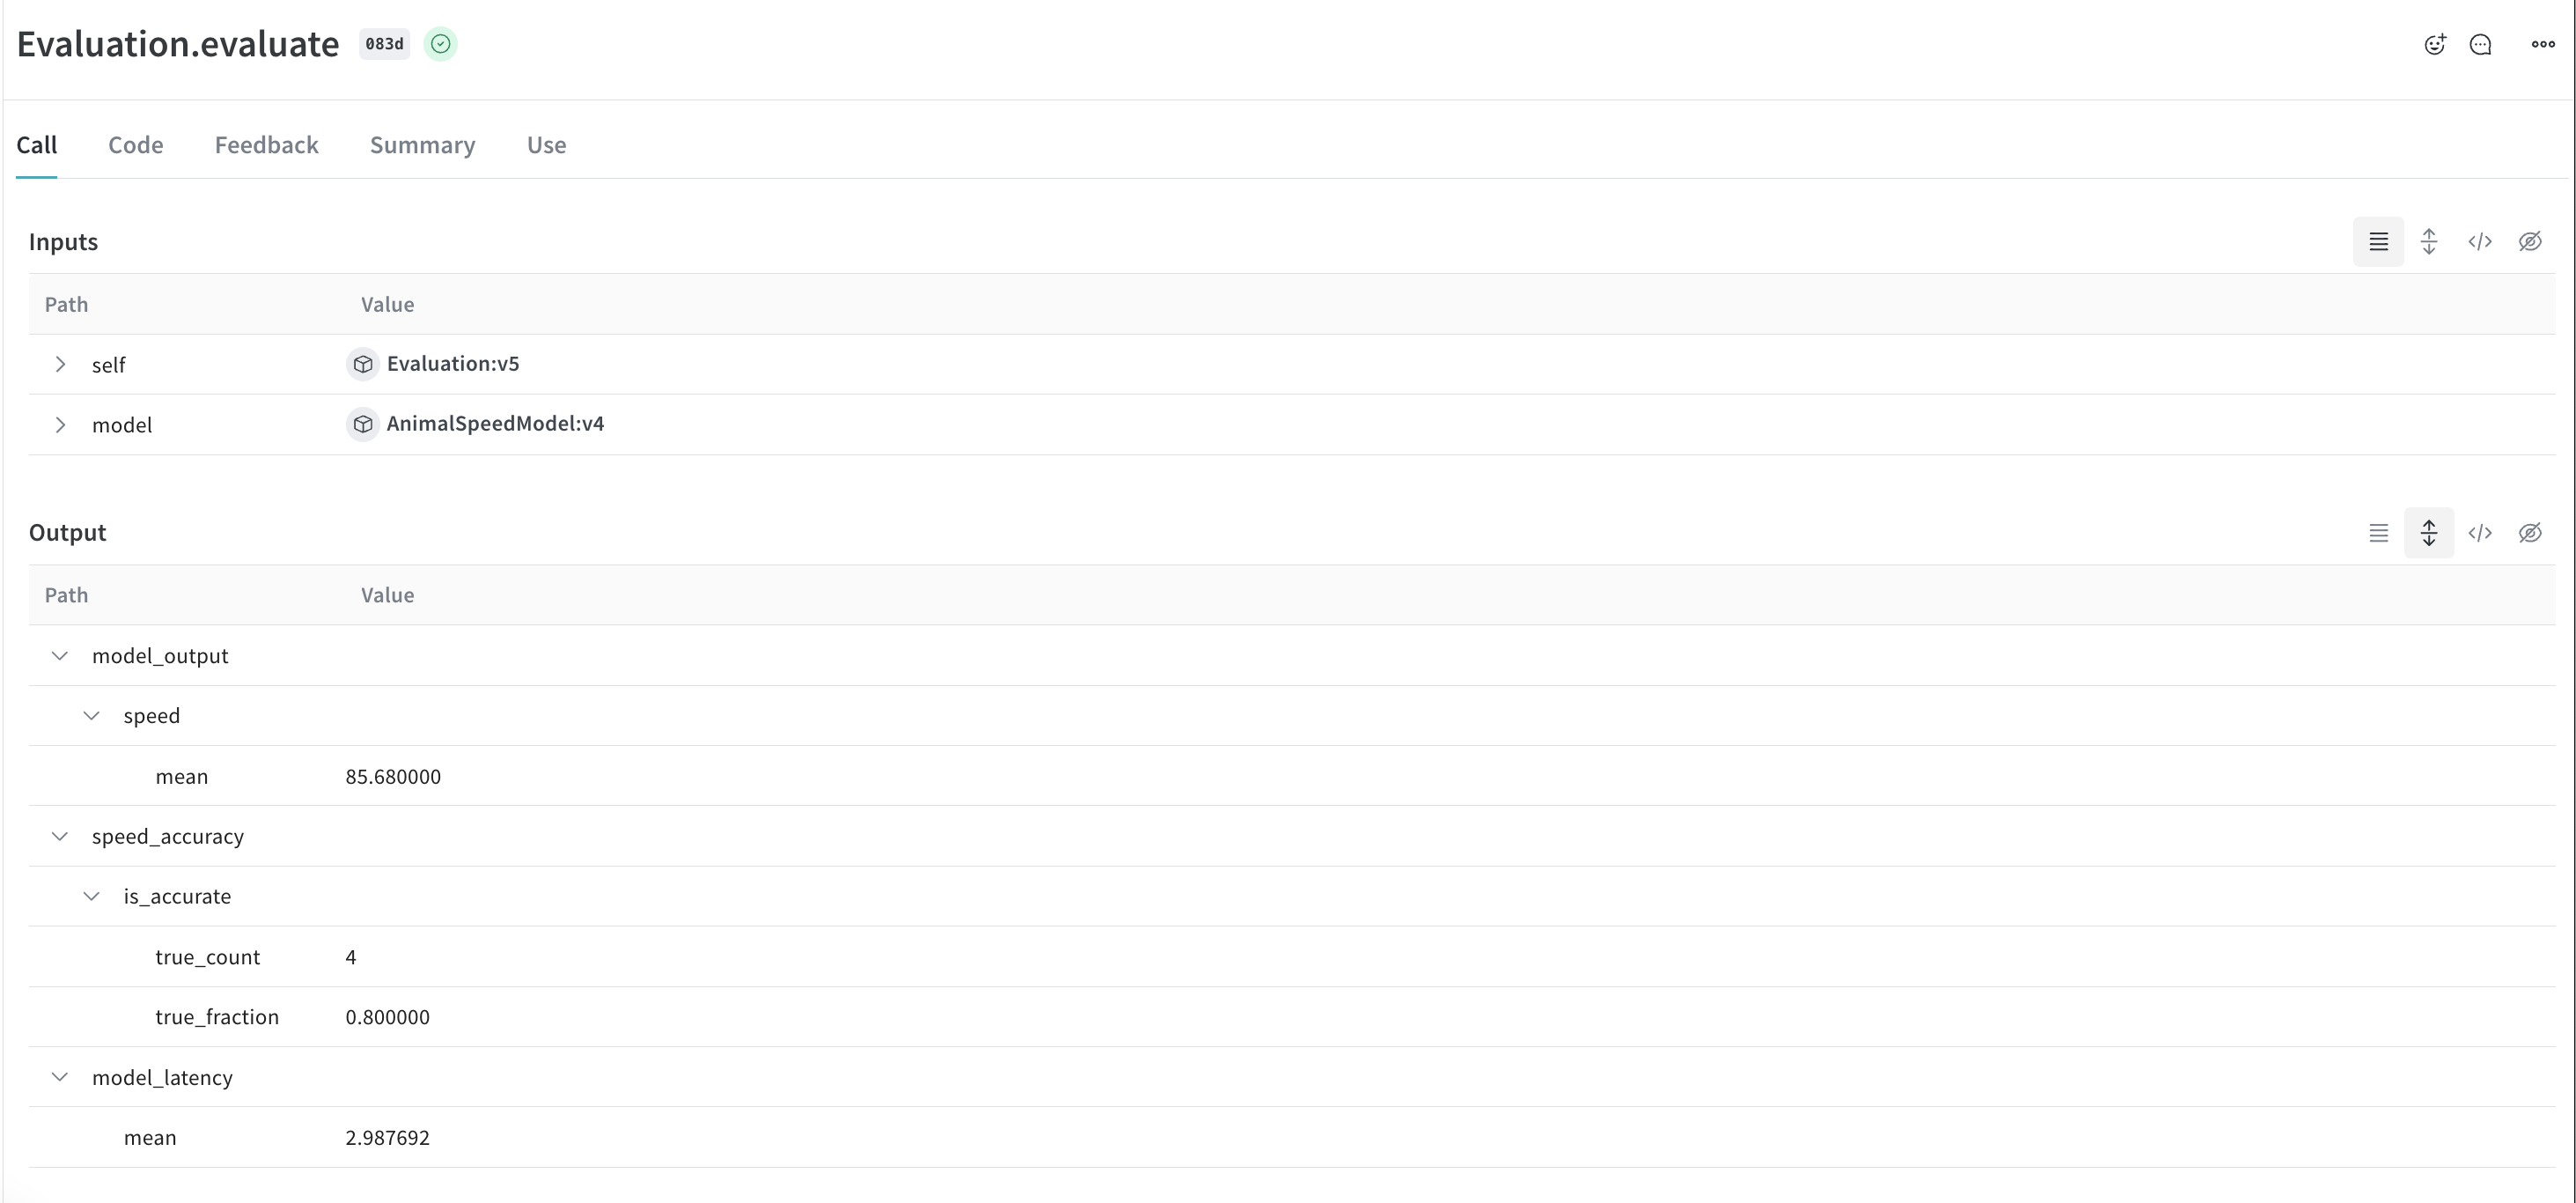 Evaluation.evaluate 083d
Call Code Feedback Summary Use
Inputs
Path Value
self Evaluation:v5
model AnimalSpeedModel:v4
Output
Path Value
model_output
speed
mean 85.680000
speed_accuracy
is_accurate
true_count 4
true_fraction 0.800000
model_latency
mean 2.987692